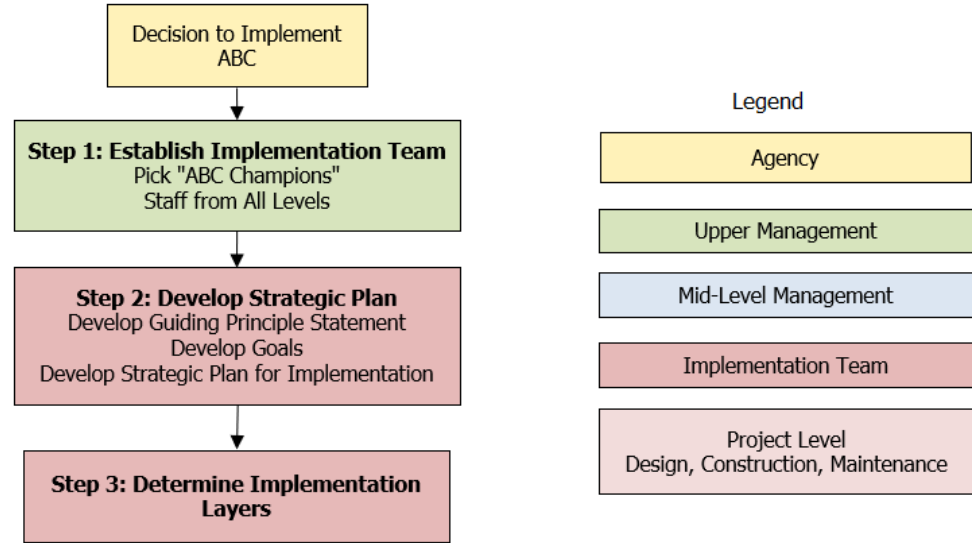 Decision to Implement
ABC
Step 1: Establish Implementation Team
Pick "ABC Champions"
Staff from All Levels
Step 2: Develop Strategic Plan
Develop Guiding Principle Statement
Develop Goals
Develop Strategic Plan for Implementation
Step 3: Determine Implementation
Layers
Legend
Agency
Upper Management
Mid-Level Management
Implementation Team
Project Level
Design, Construction, Maintenance